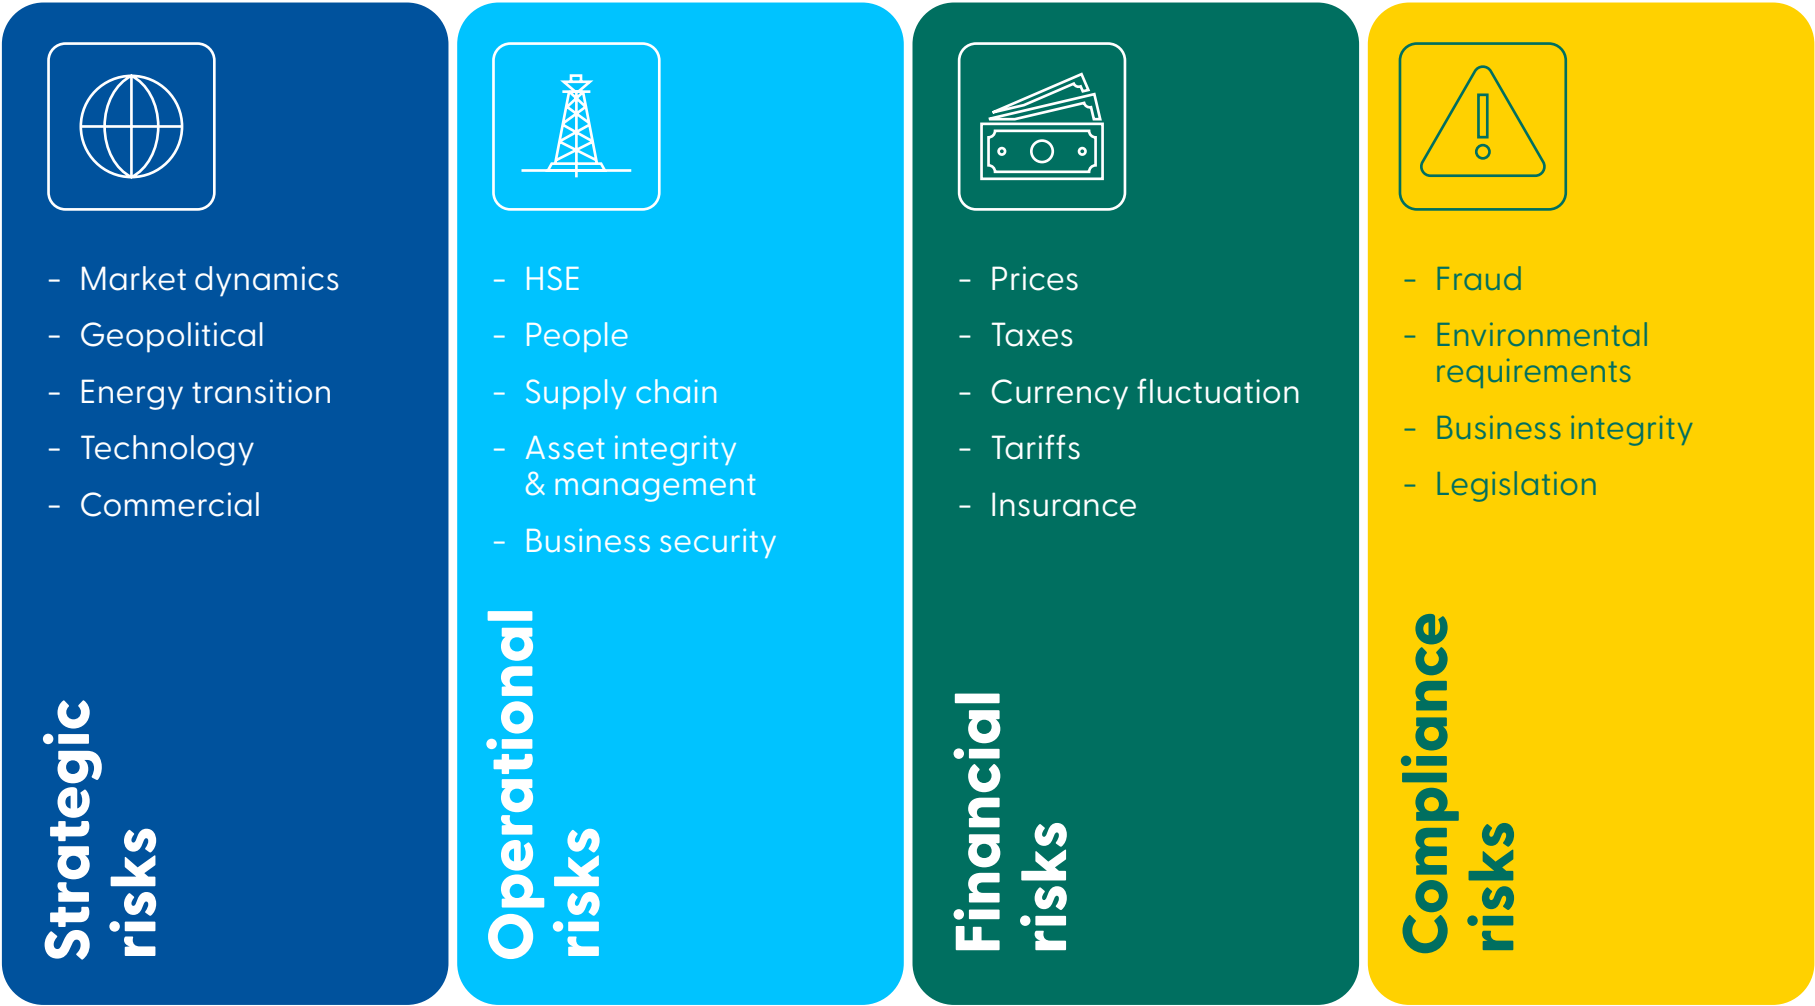 - Market dynamics
- Geopolitical
- Energy transition
- Technology
- Commercial
Strategic
risks
- HSE
- People
- Supply chain
- Asset integrity
& management
- Business security
Operational
risks
- Prices
- Taxes
- Currency fluctuation
- Tariffs
- Insurance
Financial
risks
- Fraud
- Environmental
requirements
- Business integrity
- Legislation
Compliance
risks